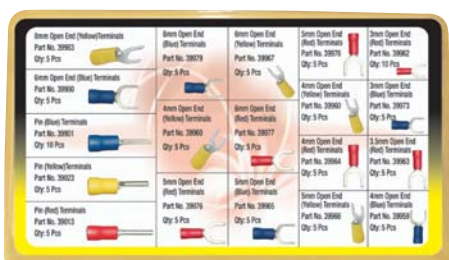 8mm Open End (Yellow)Terminals
Part No. 39963
Qty: 5 Pcs
6mm Open End (Blue) Terminals
Part No. 39900
Qty: 5 Pcs
Pin (Blue) Terminals
Part No. 39901
Qty: 10 Pcs
Pin (Yellow)Terminals
Part No. 39023
Qty: 5 Pcs
Pin (Red) Terminals
Part No. 39013
Qty: 5 Pcs
8mm Open End
(Blue) Terminals
Part No. 39979
Qty: 5 Pcs
4mm Open End
(Yellow) Terminals
Part No. 39960
Qty: 5 Pcs
5mm Open End
(Red) Terminals
Part No. 39976
Qty: 5 Pcs
6mm Open End
(Yellow) Terminals
Part No. 39967
Qty: 5 Pcs
6mm Open End
(Red) Terminals
Part No. 39977
Qty: 5 Pcs
5mm Open End
(Blue) Terminals
Part No. 39965
Qty: 5 Pcs
5mm Open End
(Red) Terminals
Part No. 39978
Qty: 5 Pcs
4mm Open End
(Yellow) Terminals
Part No. 39960
Qty: 5 Pcs
4mm Open End
(Red) Terminals
Part No. 39964
Qty: 5 Pcs
5mm Open End
(Yellow) Terminals
Part No. 39966
Qty: 5 Pcs
3mm Open End
(Red) Terminals
Part No. 39962
Qty: 10 Pcs
3mm Open End
(Blue) Terminals
Part No. 39973
Qty: 5 Pcs
3.5mm Open End
(Red) Terminals
Part No. 39963
Qty: 5 Pcs
4mm Open End
(Blue) Terminals
Part No. 39959
Qty: 5 Pcs